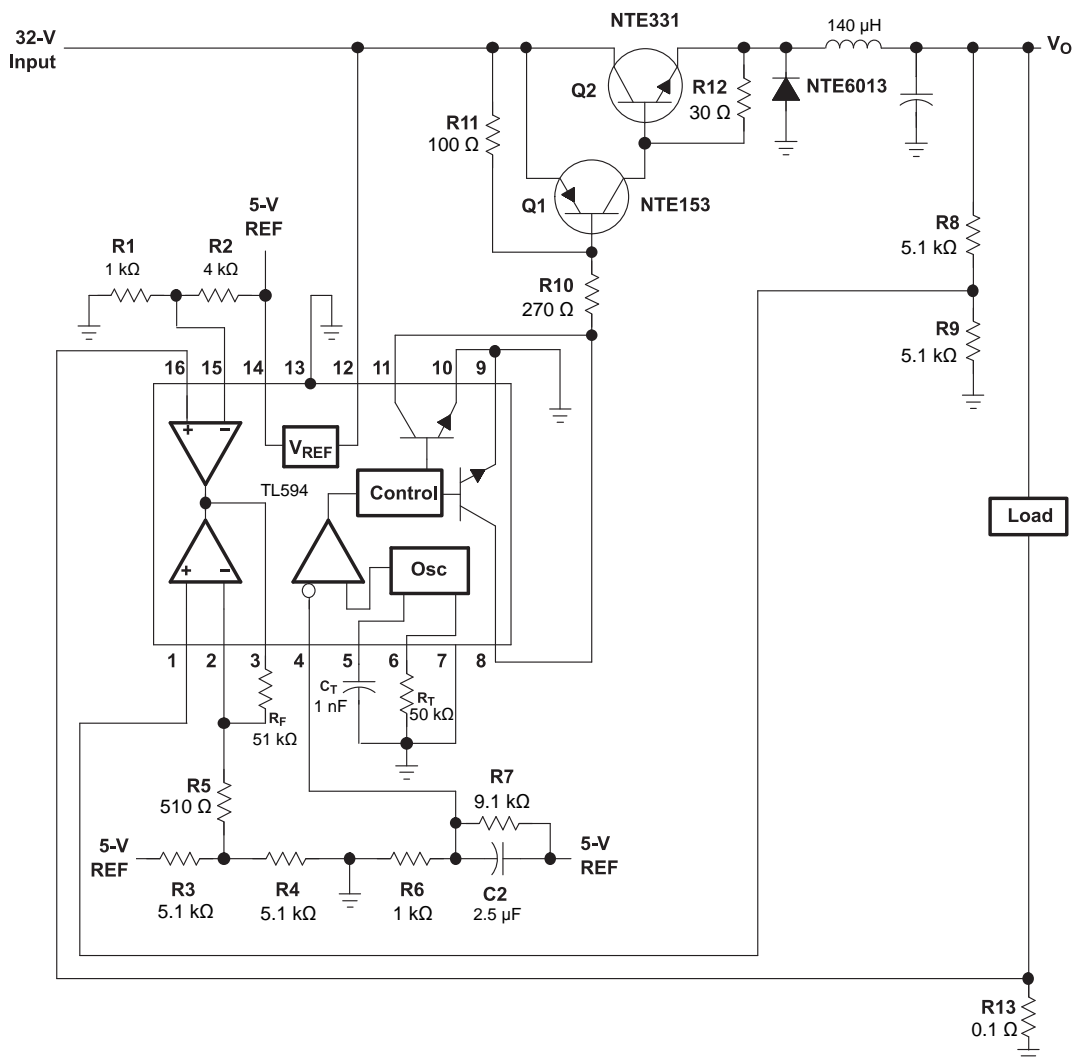 NTE331
32-V
Input
140 µH
VO
Q2
R12
30 Ω
NTE6013
R11
100 Ω
Q1
NTE153
5-V
REF
R1
1 kΩ
R2
4 kΩ
R8
5.1 kΩ
R10
270 Ω
R9
5.1 kΩ
16 15 14 13 12 11 10 9
+ −
VREF
TL594
Control
Load
Osc
+ −
1 2 3 4 5 6 7 8
CT
1 nF
RT
50 kΩ
RF
51 kΩ
R5
510 Ω
R7
9.1 kΩ
5-V
REF
5-V
REF
R3
5.1 kΩ
R4
5.1 kΩ
R6
1 kΩ
C2
2.5 µF
R13
0.1 Ω